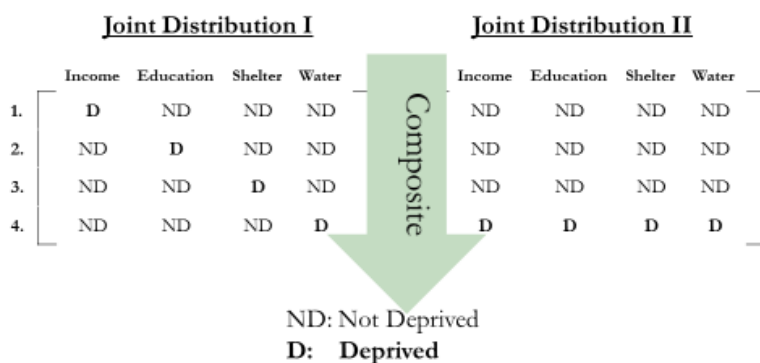 Joint Distribution I Joint Distribution II
Income Education Shelter Water Income Education Shelter Water
1. D ND ND ND ND ND ND ND
2. ND D ND ND ND ND ND ND
3. ND ND D ND ND ND ND ND
4. ND ND ND D D D D D
Composite
ND: Not Deprived
D: Deprived